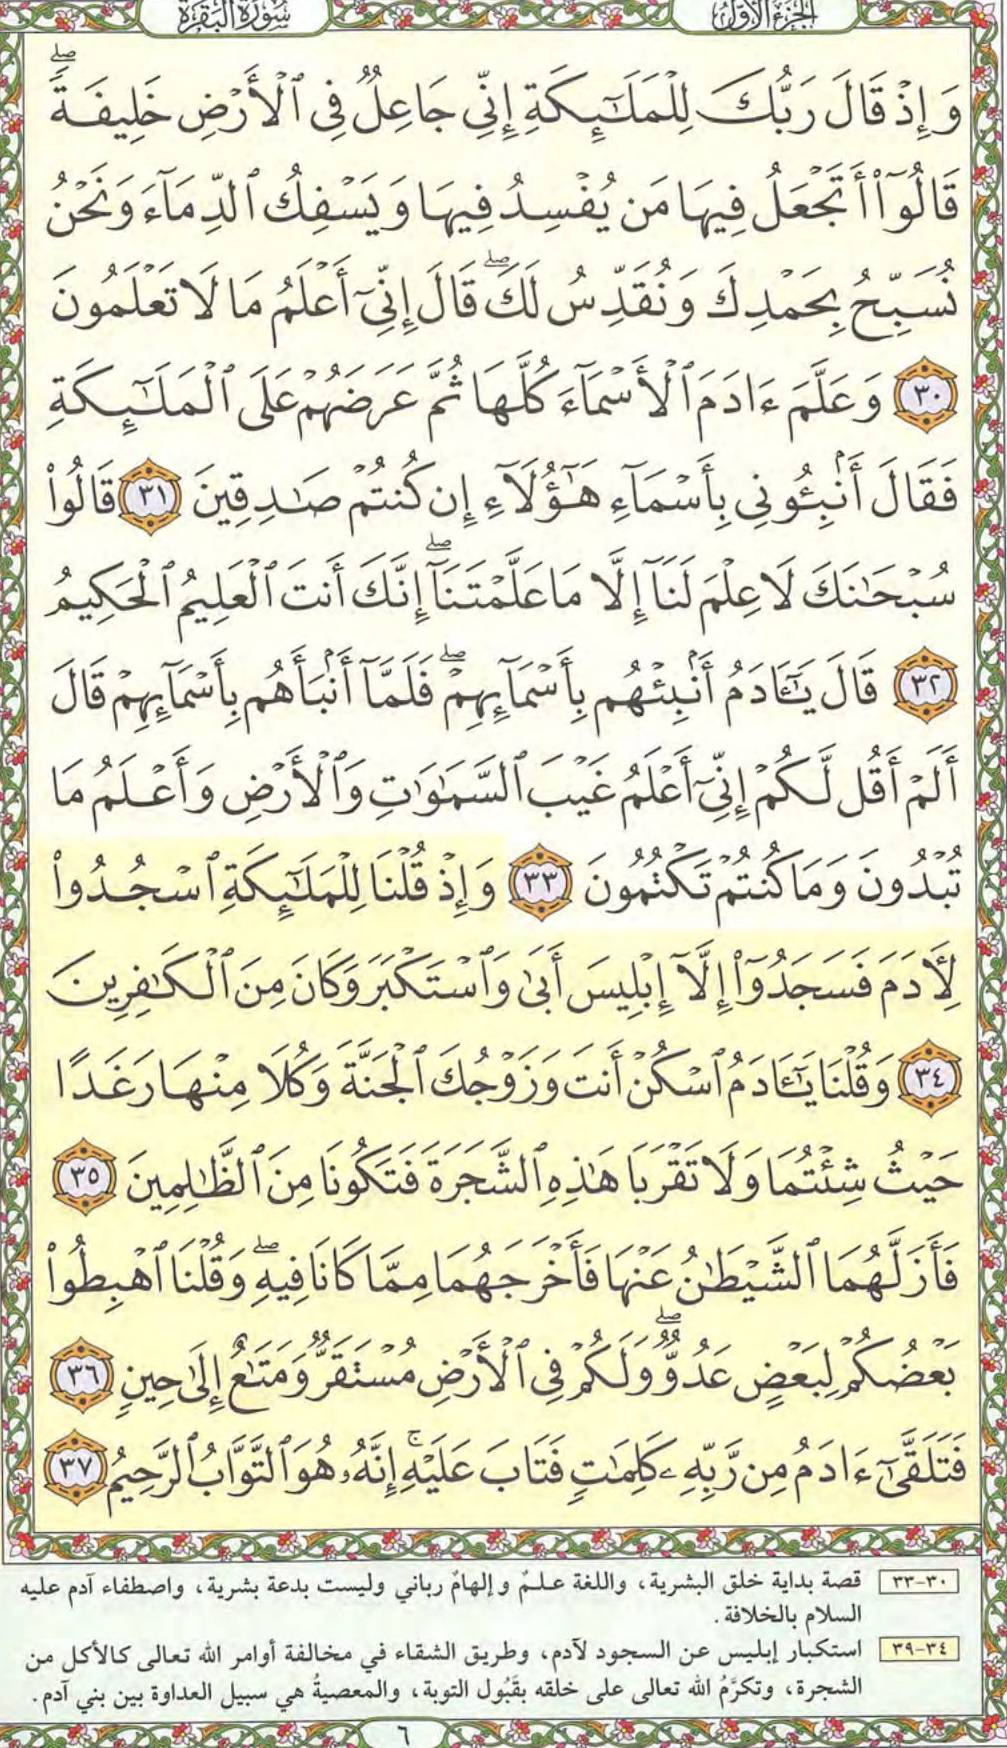 الجزء الأول سورة البقرة
وَإِذْ قَالَ رَبُّكَ لِلْمَلَٰٓئِكَةِ إِنِّي جَاعِلٌ فِي ٱلْأَرْضِ خَلِيفَةً ۖ
قَالُوٓا۟ أَتَجْعَلُ فِيهَا مَن يُفْسِدُ فِيهَا وَيَسْفِكُ ٱلدِّمَآءَ وَنَحْنُ
نُسَبِّحُ بِحَمْدِكَ وَنُقَدِّسُ لَكَ ۖ قَالَ إِنِّيٓ أَعْلَمُ مَا لَا تَعْلَمُونَ
٣٠ وَعَلَّمَ ءَادَمَ ٱلْأَسْمَآءَ كُلَّهَا ثُمَّ عَرَضَهُمْ عَلَى ٱلْمَلَٰٓئِكَةِ
فَقَالَ أَنۢبِـُٔونِي بِأَسْمَآءِ هَٰٓؤُلَآءِ إِن كُنتُمْ صَٰدِقِينَ ٣١ قَالُوا۟
سُبْحَٰنَكَ لَا عِلْمَ لَنَآ إِلَّا مَا عَلَّمْتَنَآ ۖ إِنَّكَ أَنتَ ٱلْعَلِيمُ ٱلْحَكِيمُ
٣٢ قَالَ يَٰٓـَٔادَمُ أَنۢبِئْهُم بِأَسْمَآئِهِمْ ۖ فَلَمَّآ أَنۢبَأَهُم بِأَسْمَآئِهِمْ قَالَ
أَلَمْ أَقُل لَّكُمْ إِنِّيٓ أَعْلَمُ غَيْبَ ٱلسَّمَٰوَٰتِ وَٱلْأَرْضِ وَأَعْلَمُ مَا
تُبْدُونَ وَمَا كُنتُمْ تَكْتُمُونَ ٣٣ وَإِذْ قُلْنَا لِلْمَلَٰٓئِكَةِ ٱسْجُدُوا۟
لِأَدَمَ فَسَجَدُوٓا۟ إِلَّآ إِبْلِيسَ أَبَىٰ وَٱسْتَكْبَرَ وَكَانَ مِنَ ٱلْكَٰفِرِينَ
٣٤ وَقُلْنَا يَٰٓـَٔادَمُ ٱسْكُنْ أَنتَ وَزَوْجُكَ ٱلْجَنَّةَ وَكُلَا مِنْهَا رَغَدًا
حَيْثُ شِئْتُمَا وَلَا تَقْرَبَا هَٰذِهِ ٱلشَّجَرَةَ فَتَكُونَا مِنَ ٱلظَّٰلِمِينَ ٣٥
فَأَزَلَّهُمَا ٱلشَّيْطَٰنُ عَنْهَا فَأَخْرَجَهُمَا مِمَّا كَانَا فِيهِ ۖ وَقُلْنَا ٱهْبِطُوا۟
بَعْضُكُمْ لِبَعْضٍ عَدُوٌّ ۖ وَلَكُمْ فِي ٱلْأَرْضِ مُسْتَقَرٌّ وَمَتَٰعٌ إِلَىٰ حِينٍ ٣٦
فَتَلَقَّىٰٓ ءَادَمُ مِن رَّبِّهِۦ كَلِمَٰتٍ فَتَابَ عَلَيْهِ ۚ إِنَّهُۥ هُوَ ٱلتَّوَّابُ ٱلرَّحِيمُ ٣٧
٣٠-٣٣ قصة بداية خلق البشرية، واللغة علمٌ وإلهامٌ رباني وليست بدعة بشرية، واصطفاء آدم عليه
السلام بالخلافة.
٣٤-٣٩ استكبار إبليس عن السجود لآدم، وطريق الشقاء في مخالفة أوامر الله تعالى كالأكل من
الشجرة، وتكرَّمُ الله تعالى على خلقه بقَبُول التوبة، والمعصيةُ هي سبيل العداوة بين بني آدم.
٦